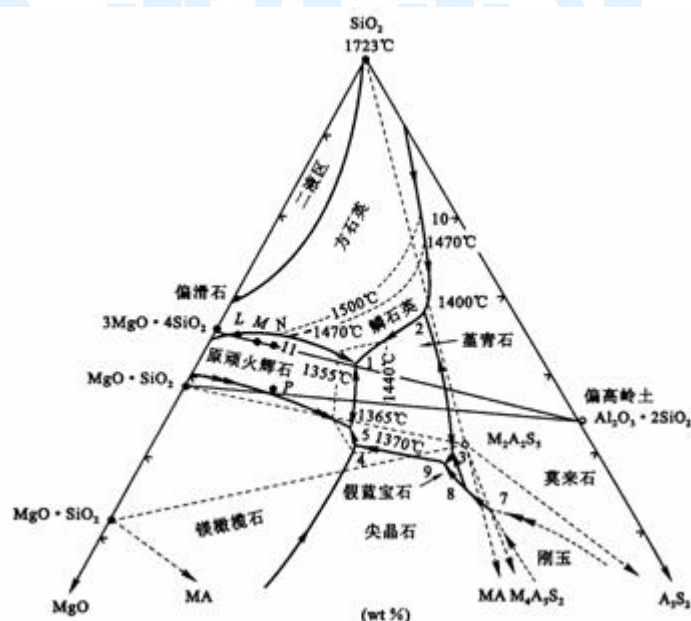 SiO₂
1723℃
二液区
方石英
10
1470℃
偏滑石
3MgO·4SiO₂
L M N
1500℃
1470℃
鳞石英
1400℃
2
堇青石
11
1355℃
1
1440℃
原顽火辉石
MgO·SiO₂
P
偏高岭土
Al₂O₃·2SiO₂
1365℃
5
1370℃
4
M₂A₂S₅
3
莫来石
9
假蓝宝石
8
7
MgO·SiO₂
镁橄榄石
尖晶石
刚玉
MgO
MA
MA M₄A₅S₂
A₃S₂
(wt%)